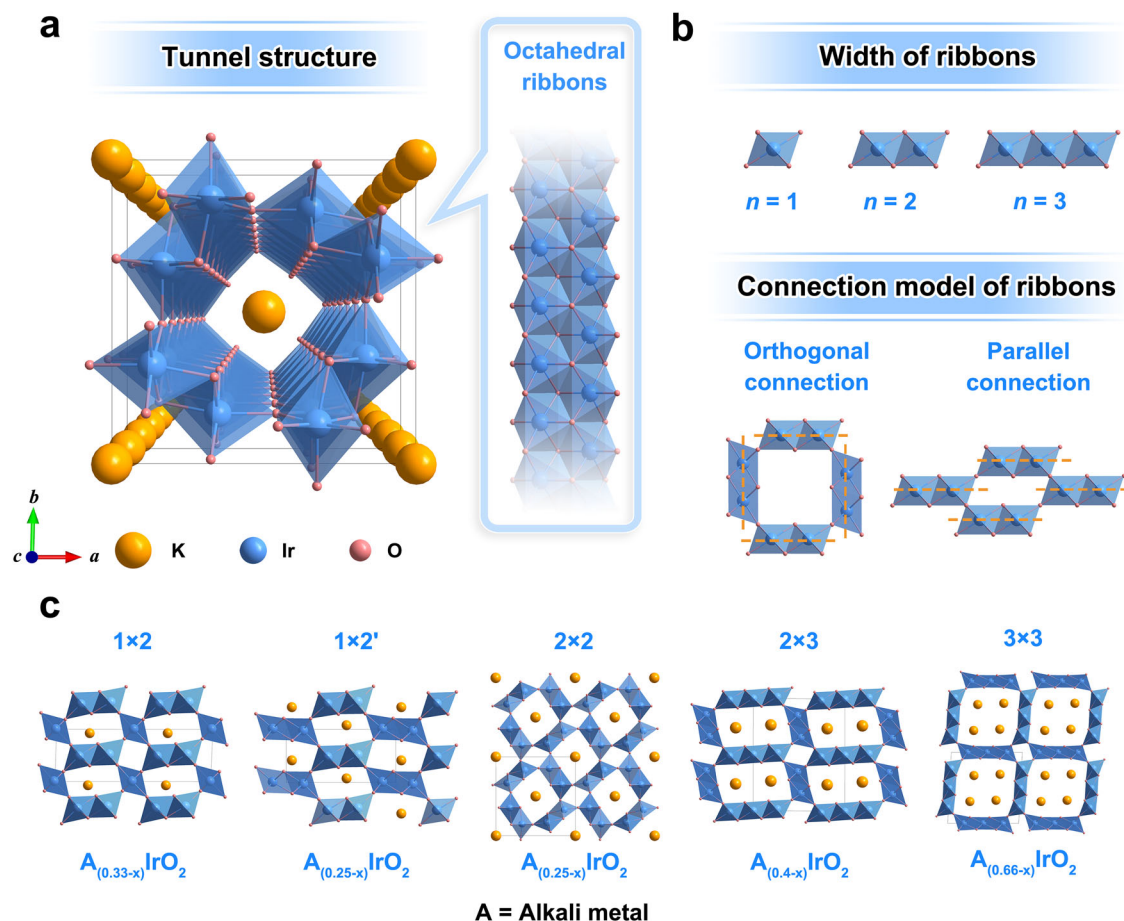 a
Tunnel structure
Octahedral
ribbons
b
c
a
K
Ir
O
b
Width of ribbons
n = 1
n = 2
n = 3
Connection model of ribbons
Orthogonal
connection
Parallel
connection
c
1×2
1×2'
2×2
2×3
3×3
A(0.33-x)IrO2
A(0.25-x)IrO2
A(0.25-x)IrO2
A(0.4-x)IrO2
A(0.66-x)IrO2
A = Alkali metal